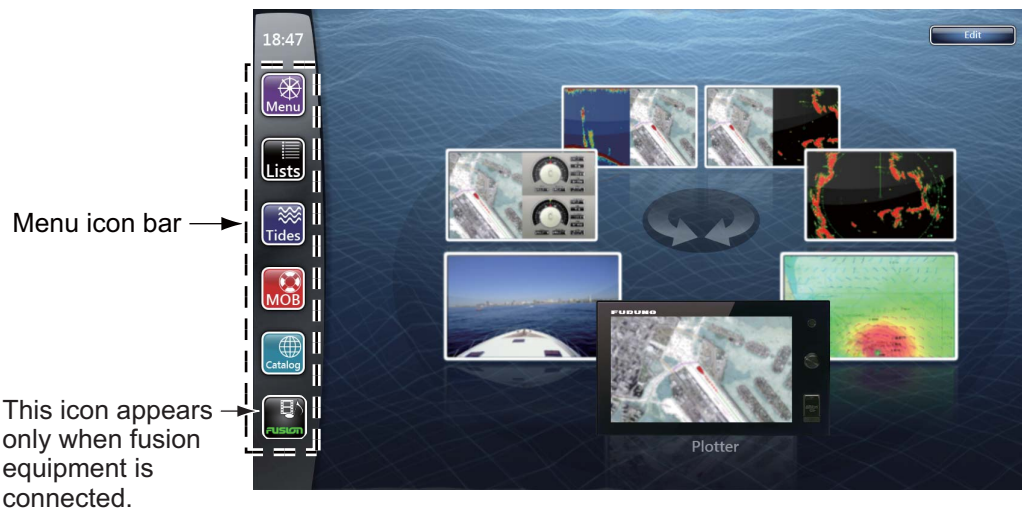 18:47
Edit
Menu
Lists
Menu icon bar
Tides
MOB
FURUNO
Catalog
This icon appears
only when fusion
equipment is
connected.
FUSION
Plotter